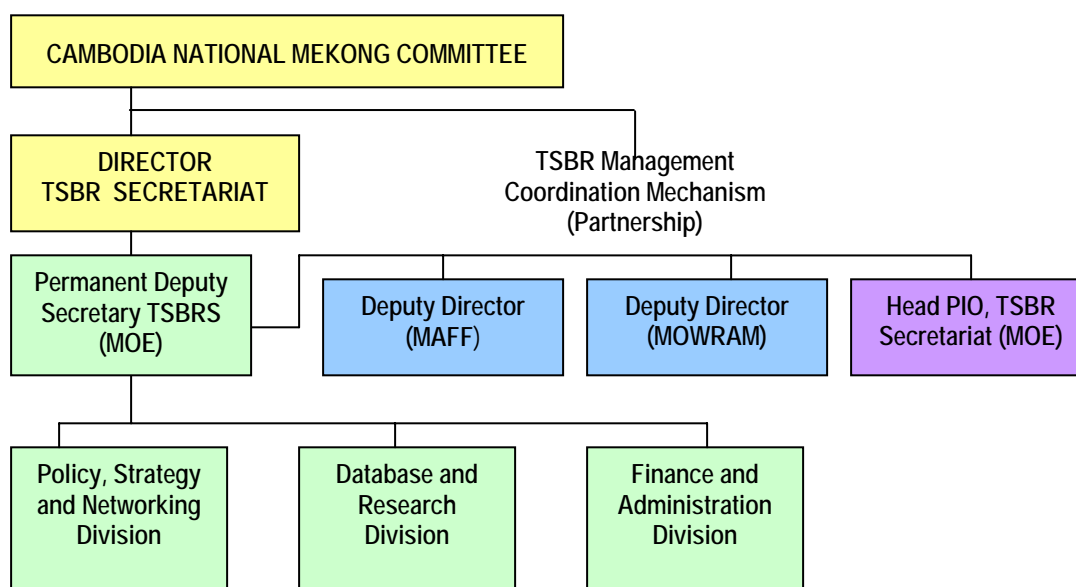 CAMBODIA NATIONAL MEKONG COMMITTEE
DIRECTOR
TSBR SECRETARIAT
TSBR Management
Coordination Mechanism
(Partnership)
Permanent Deputy
Secretary TSBRS
(MOE)
Deputy Director
(MAFF)
Deputy Director
(MOWRAM)
Head PIO, TSBR
Secretariat (MOE)
Policy, Strategy
and Networking
Division
Database and
Research
Division
Finance and
Administration
Division